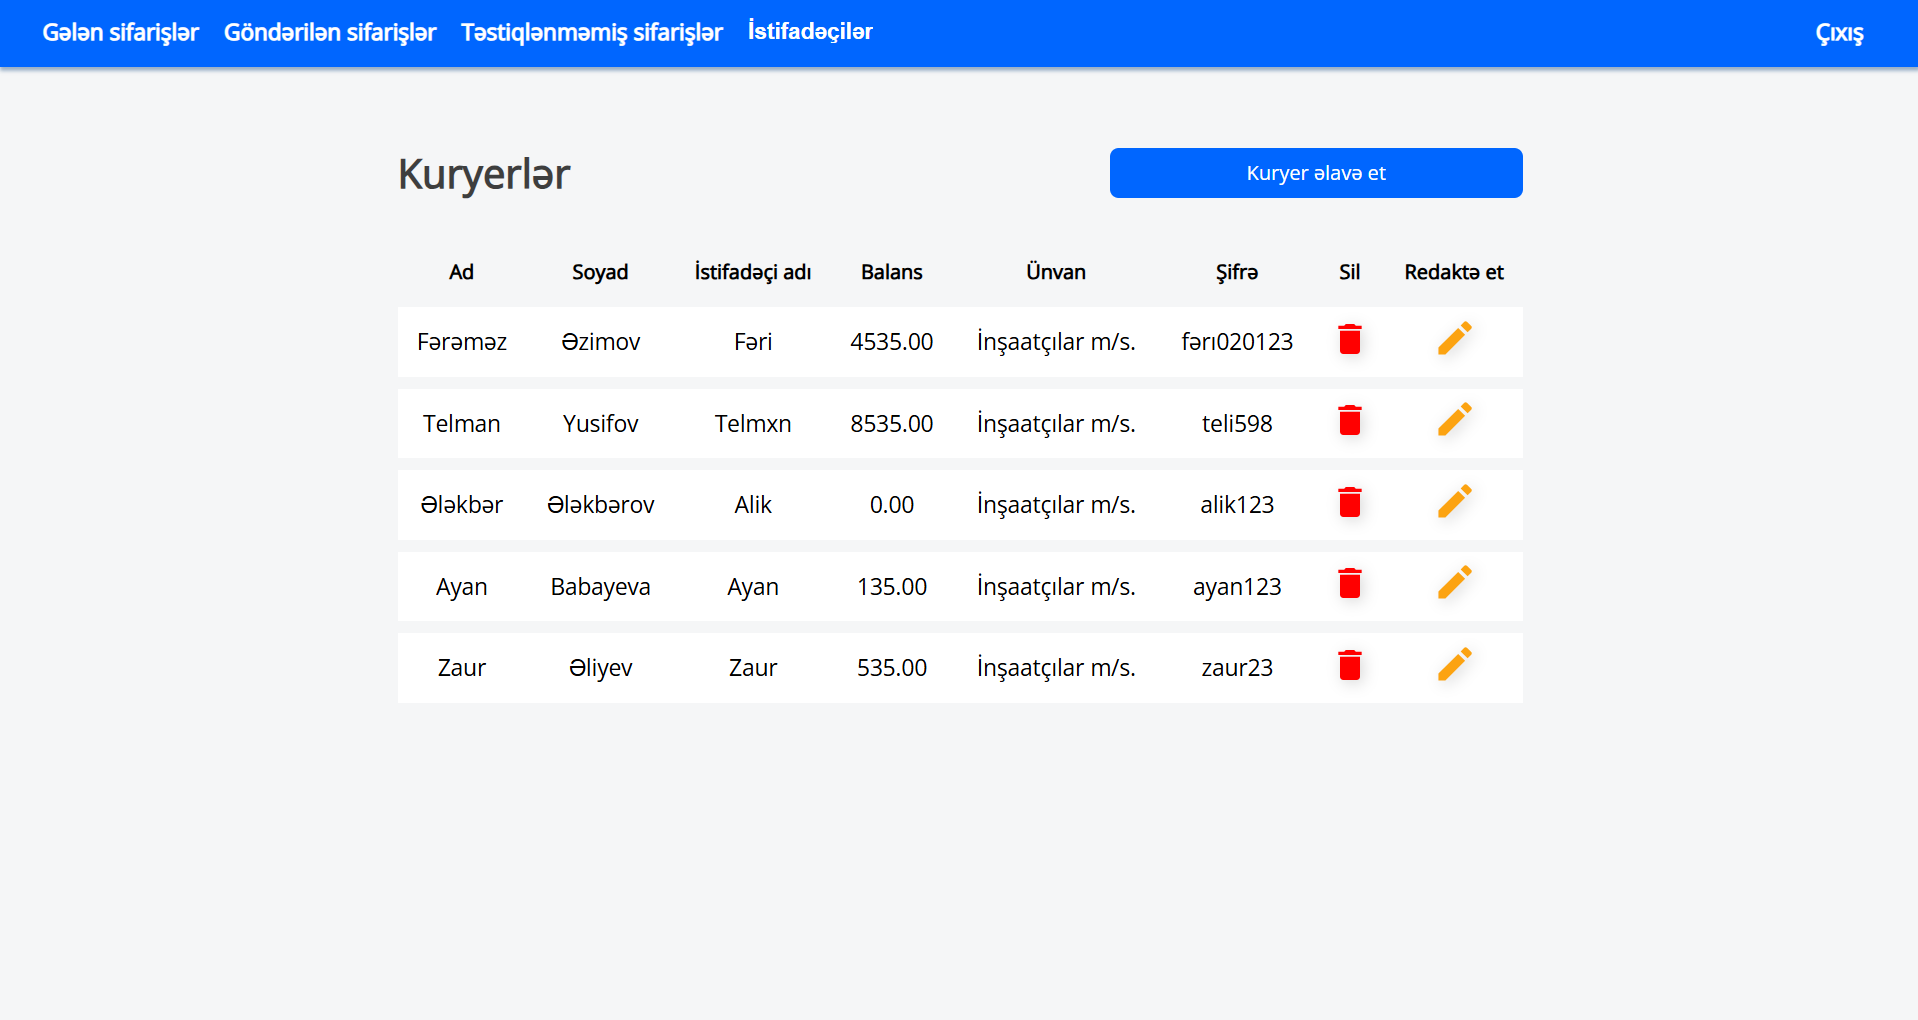 Gələn sifarişlər Göndərilən sifarişlər Təstiqlənməmiş sifarişlər İstifadəçilər Çıxış
Kuryerlər Kuryer əlavə et
Ad Soyad İstifadəçi adı Balans Ünvan Şifrə Sil Redaktə et
Fərəməz Əzimov Fəri 4535.00 İnşaatçılar m/s. fərı020123
Telman Yusifov Telmxn 8535.00 İnşaatçılar m/s. teli598
Ələkbər Ələkbərov Alik 0.00 İnşaatçılar m/s. alik123
Ayan Babayeva Ayan 135.00 İnşaatçılar m/s. ayan123
Zaur Əliyev Zaur 535.00 İnşaatçılar m/s. zaur23